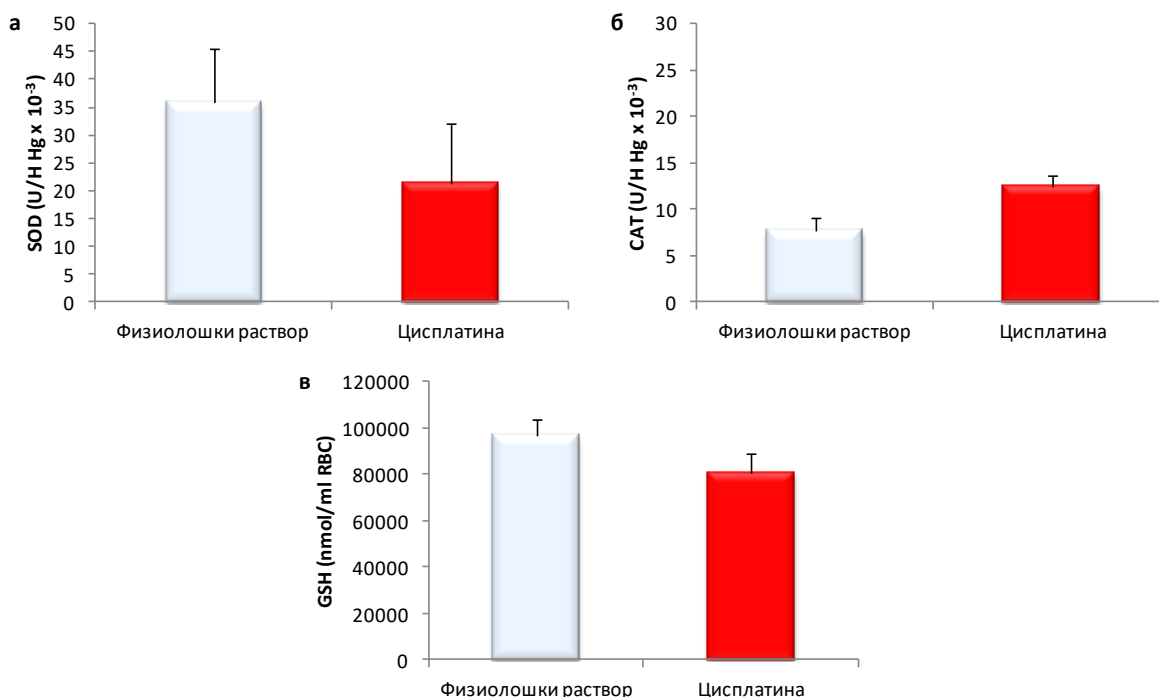 а
SOD (U/H Hg x 10⁻³)
50
45
40
35
30
25
20
15
10
5
0
Физиолошки раствор
Цисплатина
б
CAT (U/H Hg x 10⁻³)
30
25
20
15
10
5
0
Физиолошки раствор
Цисплатина
в
GSH (nmol/ml RBC)
120000
100000
80000
60000
40000
20000
0
Физиолошки раствор
Цисплатина